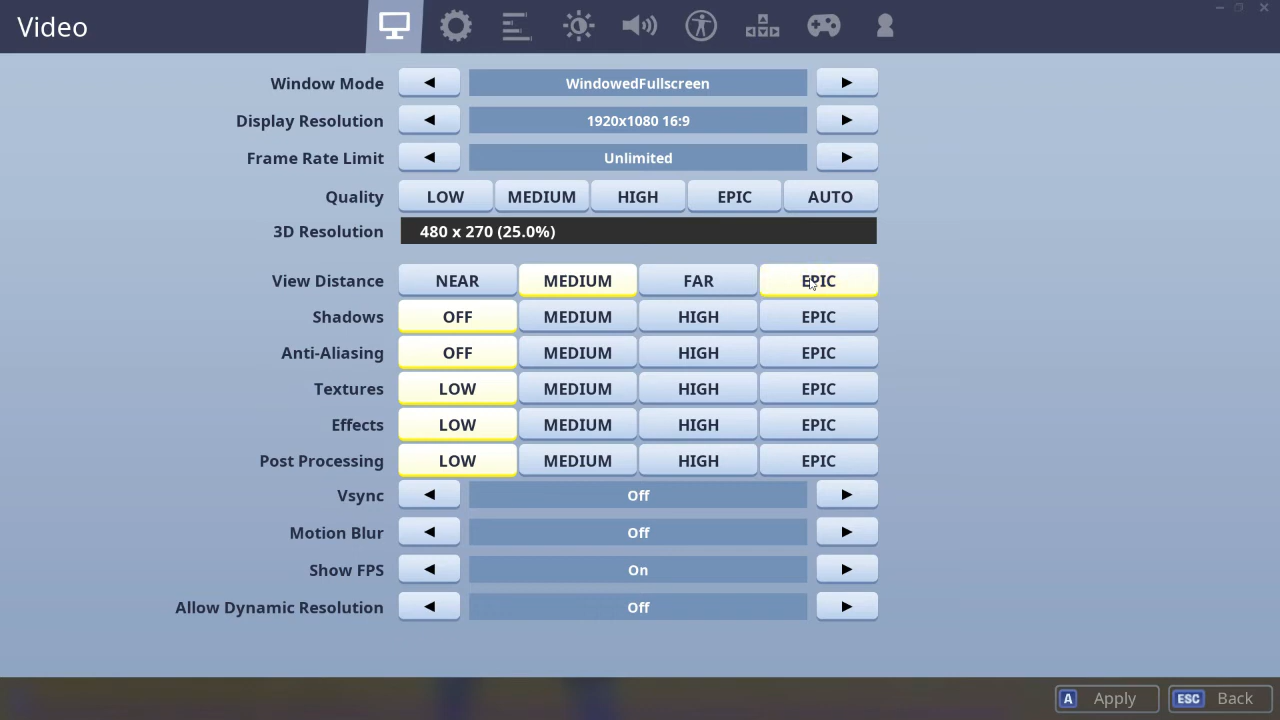 Video
Window Mode WindowedFullscreen
Display Resolution 1920x1080 16:9
Frame Rate Limit Unlimited
Quality LOW MEDIUM HIGH EPIC AUTO
3D Resolution 480 x 270 (25.0%)
View Distance NEAR MEDIUM FAR EPIC
Shadows OFF MEDIUM HIGH EPIC
Anti-Aliasing OFF MEDIUM HIGH EPIC
Textures LOW MEDIUM HIGH EPIC
Effects LOW MEDIUM HIGH EPIC
Post Processing LOW MEDIUM HIGH EPIC
Vsync Off
Motion Blur Off
Show FPS On
Allow Dynamic Resolution Off
A Apply ESC Back